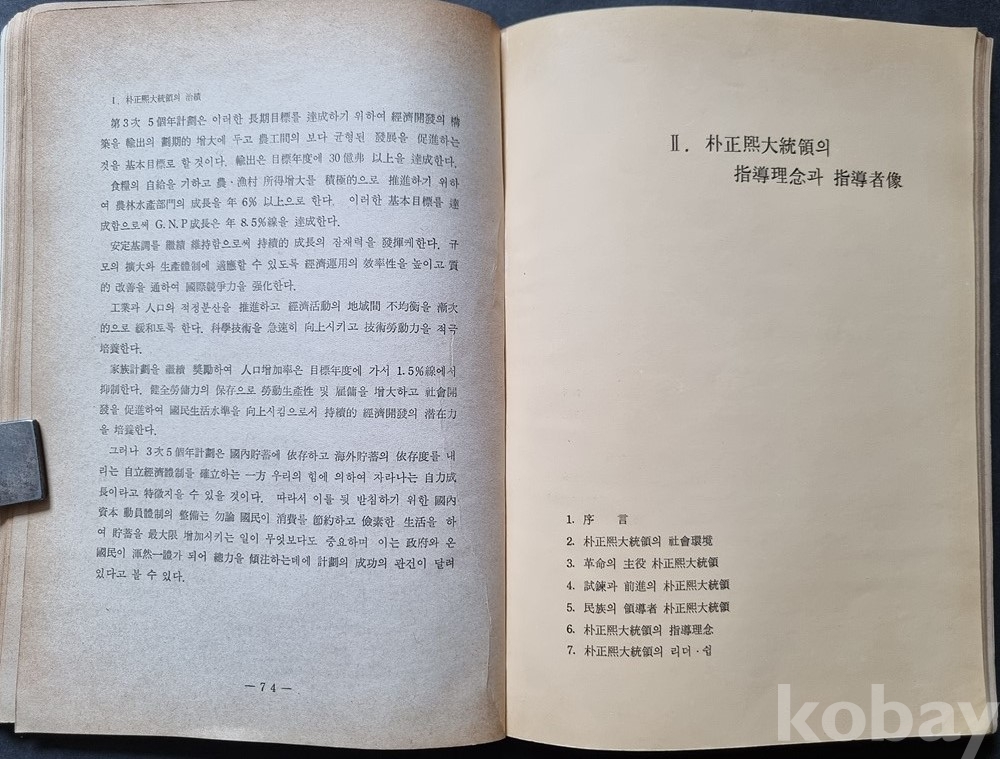 Ⅰ. 朴正熙大統領의 治績
第3次 5個年計劃은 이러한 長期目標를 達成하기 위하여 經濟開發의 構
築을 輸出의 劃期的 增大에 두고 農工間의 보다 균형된 發展을 促進하는
것을 基本目標로 할 것이다. 輸出은 目標年度에 30億弗 以上을 達成한다.
食糧의 自給을 기하고 農·漁村 所得增大를 積極的으로 推進하기 위하
여 農林水産部門의 成長을 年 6% 以上으로 한다. 이러한 基本目標를 達
成함으로써 G.N.P成長은 年 8.5%線을 達成한다.
安定基調를 繼續 維持함으로써 持續的 成長의 잠재력을 發揮케한다. 규
모의 擴大와 生產體制에 適應할 수 있도록 經濟運用의 效率性을 높이고 質
的 改善을 通하여 國際競爭力을 强化한다.
工業과 人口의 적정분산을 推進하고 經濟活動의 地域間 不均衡을 漸次
的으로 緩和토록 한다. 科學技術을 急速히 向上시키고 技術勞動力을 적극
培養한다.
家族計劃을 繼續 奬勵하여 人口增加率은 目標年度에 가서 1.5%線에서
抑制한다. 健全勞働力의 保存으로 勞動生産性 및 雇傭을 增大하고 社會開
發을 促進하여 國民生活水準을 向上시킴으로서 持續的 經濟開發의 潜在力
을 培養한다.
그러나 3次5個年計劃은 國內貯蓄에 依存하고 海外貯蓄의 依存度를 내
리는 自立經濟體制를 確立하는 一方 우리의 힘에 의하여 자라나는 自力成
長이라고 特徵지을 수 있을 것이다. 따라서 이를 뒷 받침하기 위한 國內
資本 動員體制의 整備는 勿論 國民이 消費를 節約하고 儉素한 生活을 하
여 貯蓄을 最大限 增加시키는 일이 무엇보다도 중요하며 이는 政府와 온
國民이 渾然一體가 되어 總力을 傾注하는데에 計劃의 成功의 관건이 달려
있다고 볼 수 있다.
—74—
Ⅱ. 朴正熙大統領의
指導理念과 指導者像
1. 序 言
2. 朴正熙大統領의 社會環境
3. 革命의 主役 朴正熙大統領
4. 試鍊과 前進의 朴正熙大統領
5. 民族의 領導者 朴正熙大統領
6. 朴正熙大統領의 指導理念
7. 朴正熙大統領의 리더·쉽
kobay